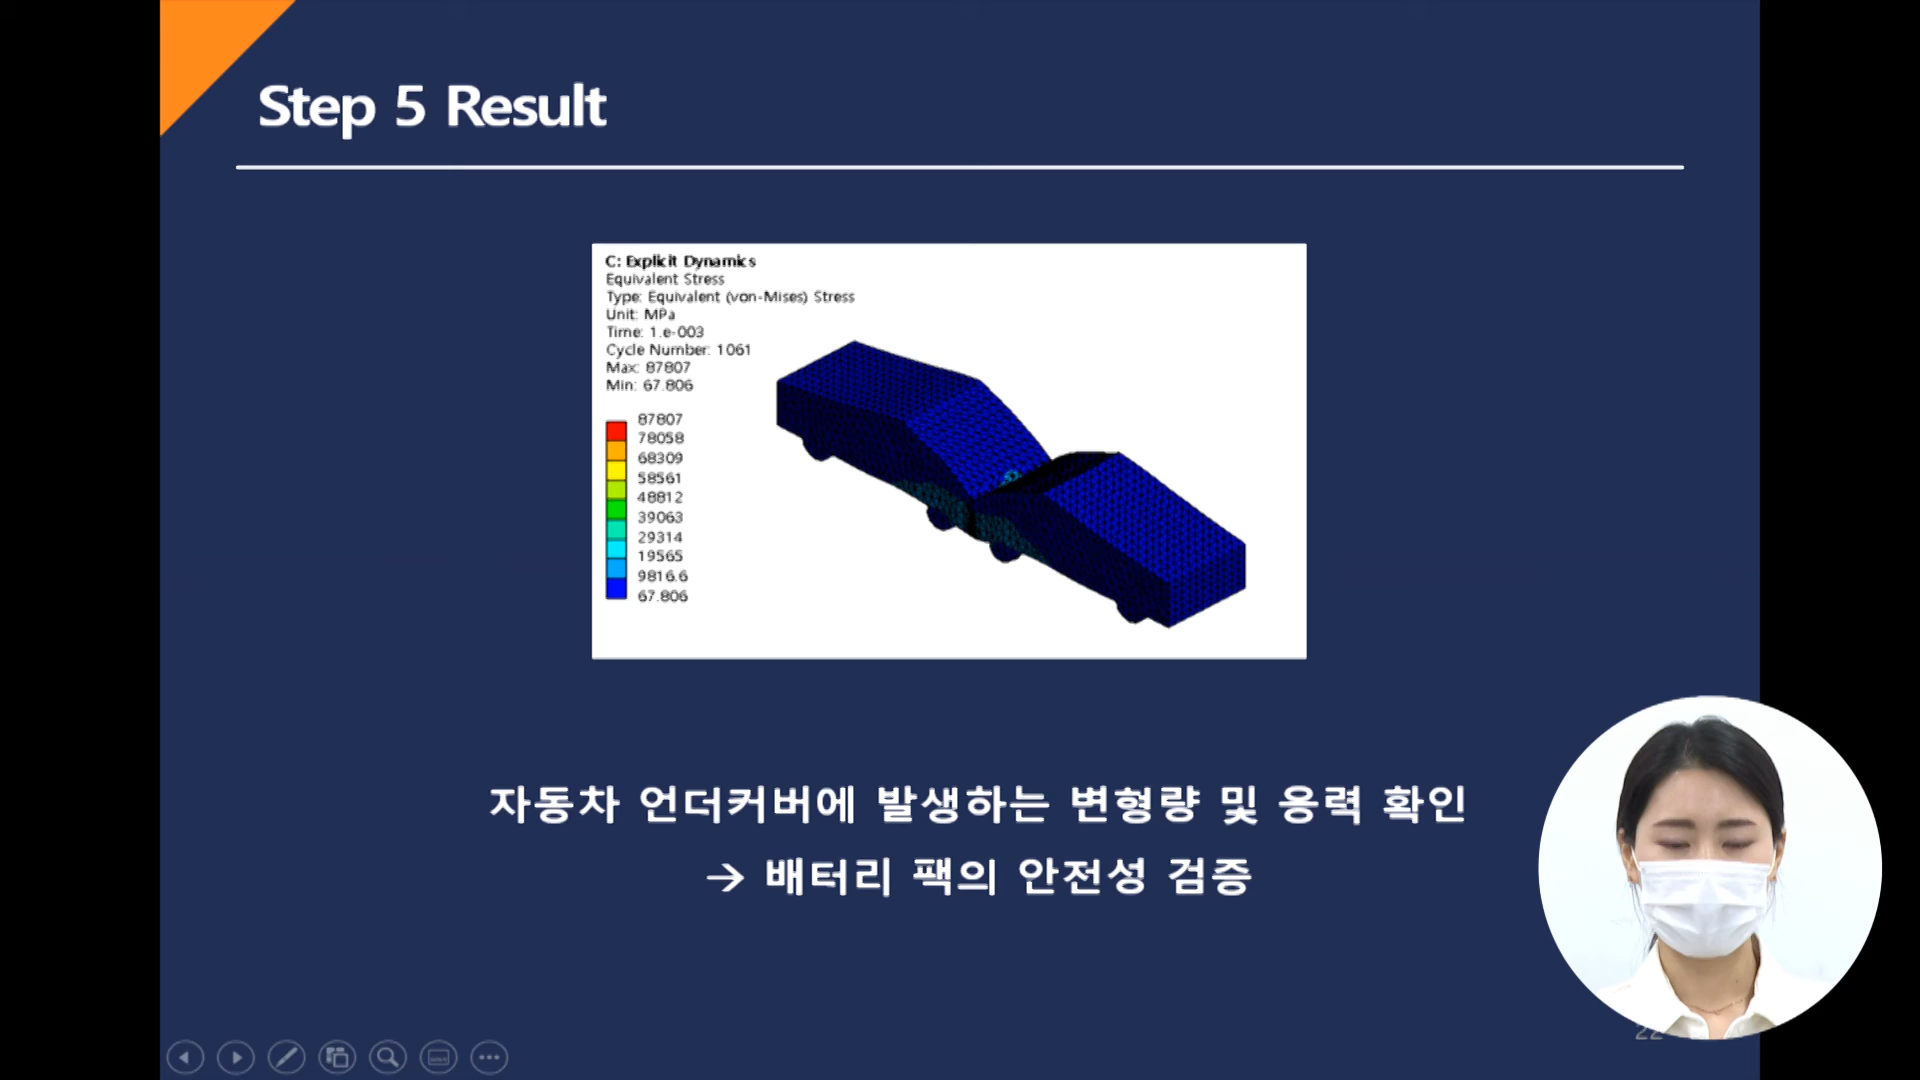 Step 5 Result
C: Explicit Dynamics
Equivalent Stress
Type: Equivalent (von-Mises) Stress
Unit: MPa
Time: 1.e-003
Cycle Number: 1061
Max: 87807
Min: 67.806
87807
78058
68309
58561
48812
39063
29314
19565
9816.6
67.806
자동차 언더커버에 발생하는 변형량 및 응력 확인
→ 배터리 팩의 안전성 검증
22